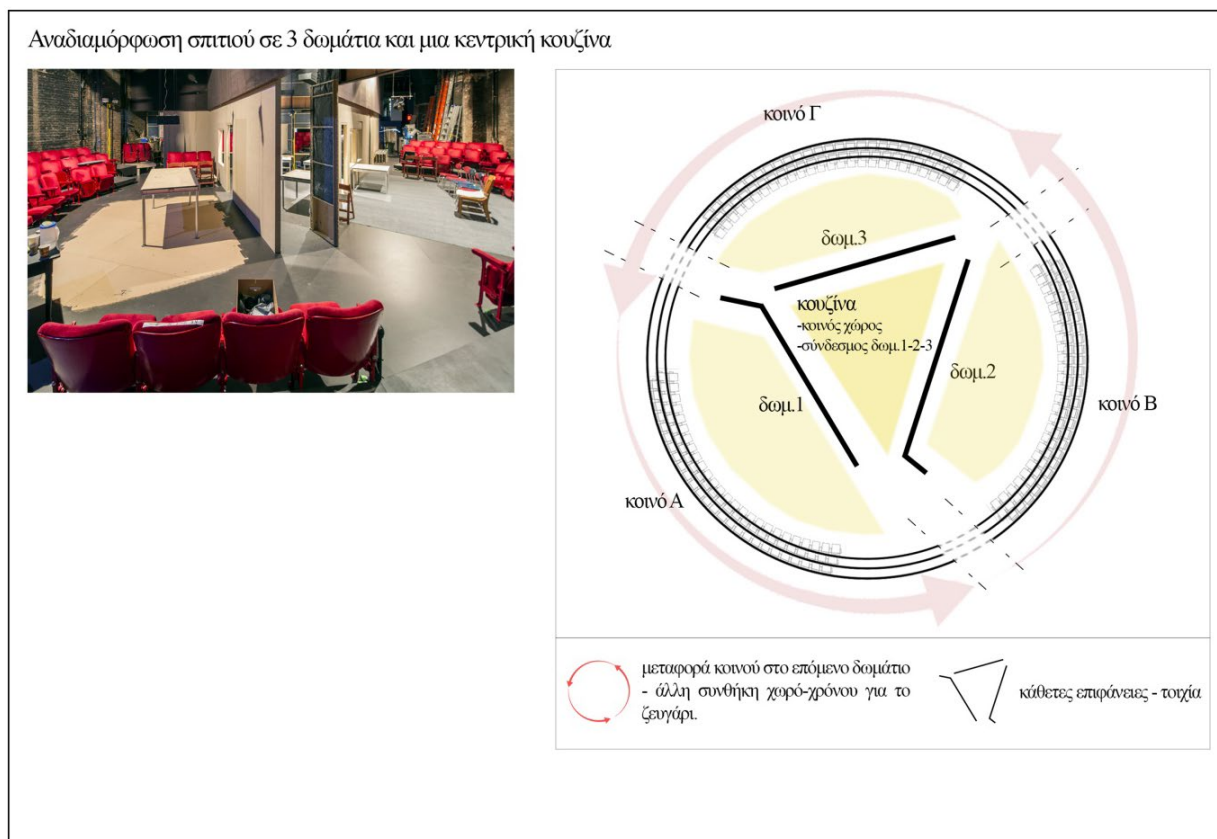 Αναδιαμόρφωση σπιτιού σε 3 δωμάτια και μια κεντρική κουζίνα
κοινό Γ
δωμ.3
κουζίνα
-κοινός χώρος
-σύνδεσμος δωμ.1-2-3
δωμ.2
δωμ.1
κοινό Β
κοινό Α
μεταφορά κοινού στο επόμενο δωμάτιο
- άλλη συνθήκη χωρό-χρόνου για το
ζευγάρι.
κάθετες επιφάνειες - τοιχία